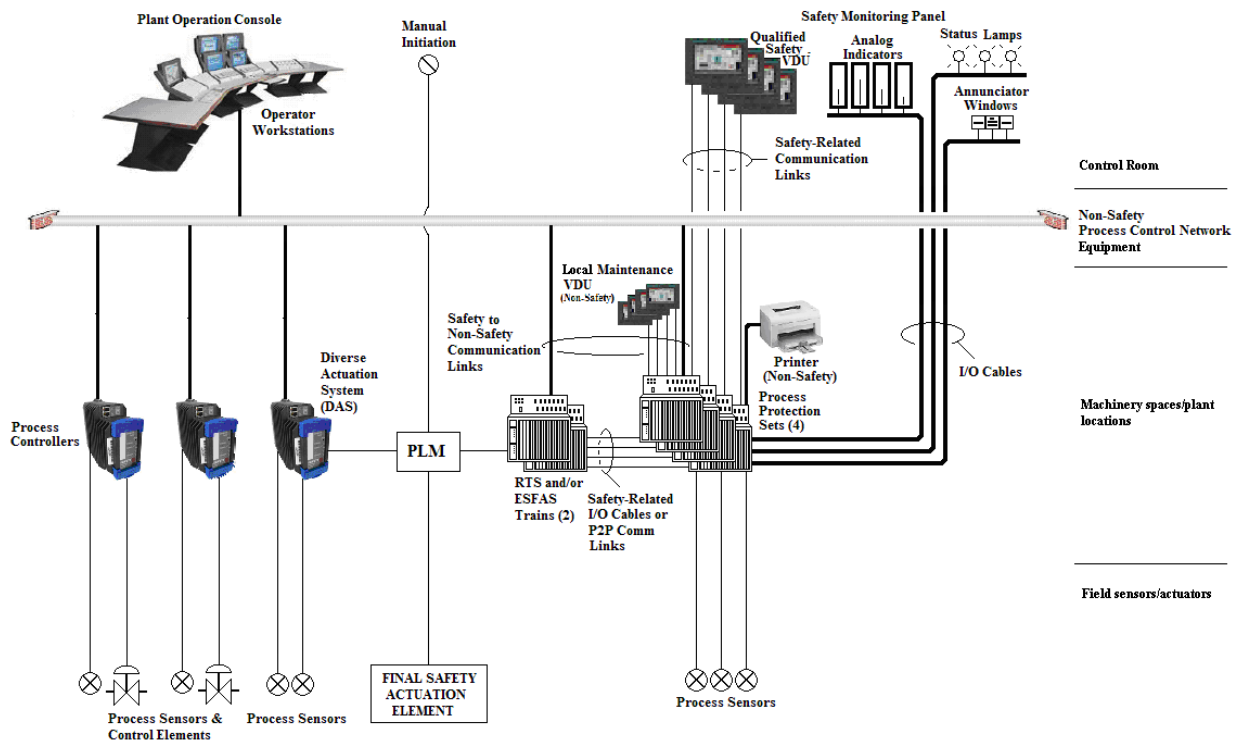 Plant Operation Console
Operator
Workstations
Manual
Initiation
Qualified
Safety
VDU
Safety Monitoring Panel
Analog
Indicators
Status Lamps
Annunciator
Windows
Safety-Related
Communication
Links
Control Room
Non-Safety
Process Control Network
Equipment
Local Maintenance
VDU
(Non-Safety)
Safety to
Non-Safety
Communication
Links
Printer
(Non-Safety)
I/O Cables
Diverse
Actuation
System
(DAS)
Process
Controllers
PLM
Process
Protection
Sets (4)
Machinery spaces/plant
locations
RTS and/or
ESFAS
Trains (2)
Safety-Related
I/O Cables or
P2P Comm
Links
Field sensors/actuators
Process Sensors &
Control Elements
Process Sensors
FINAL SAFETY
ACTUATION
ELEMENT
Process Sensors